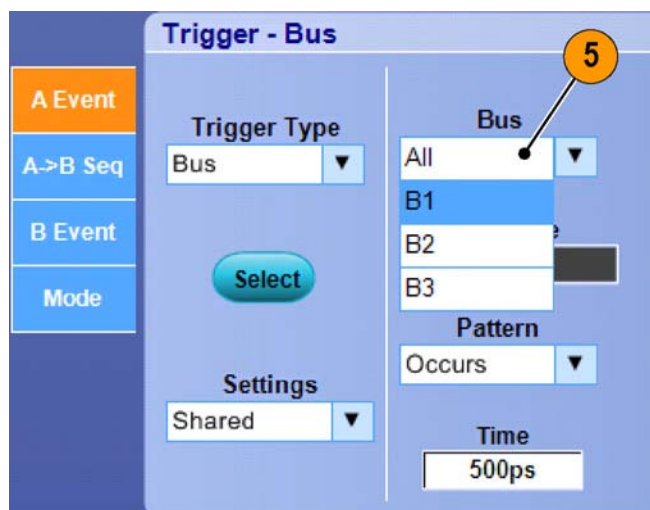 Trigger - Bus
5
A Event
A->B Seq
B Event
Mode
Trigger Type
Bus
Select
Settings
Shared
Bus
All
B1
B2
B3
Pattern
Occurs
Time
500ps